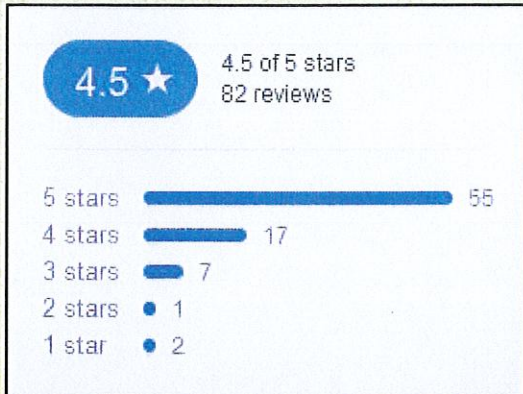 4.5 ★
4.5 of 5 stars
82 reviews
5 stars 55
4 stars 17
3 stars 7
2 stars 1
1 star 2